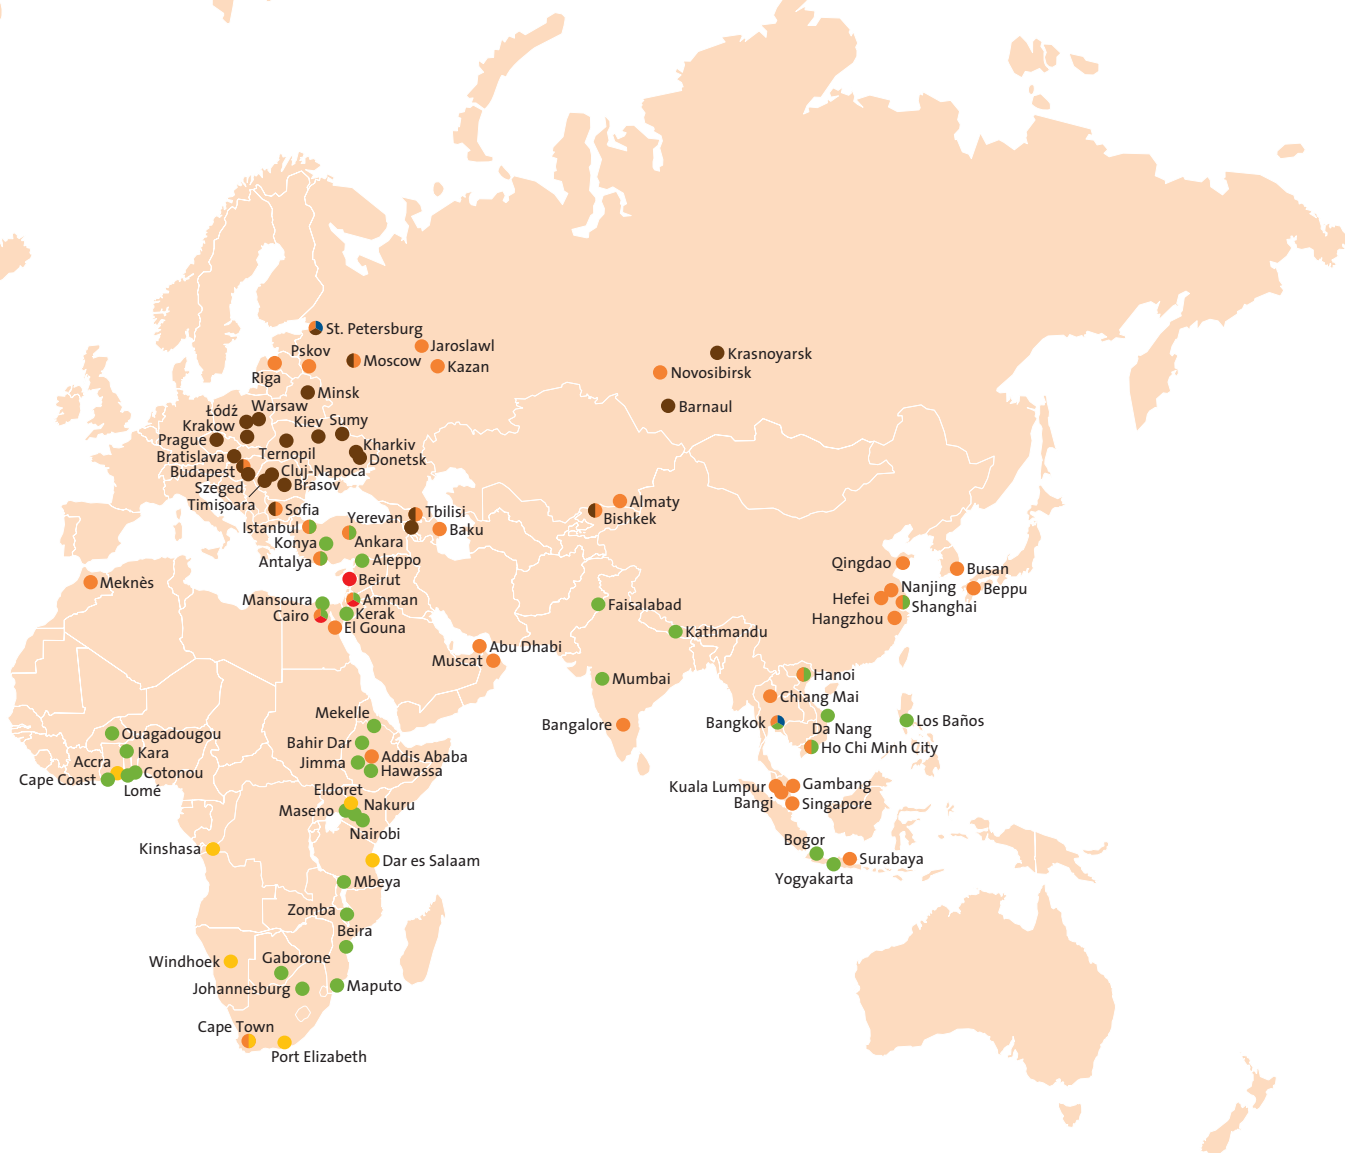 St. Petersburg
Jaroslawl
Pskov
Moscow
Kazan
Riga
Krasnoyarsk
Novosibirsk
Minsk
Barnaul
Warsaw
Łódź
Krakow
Kiev
Sumy
Prague
Kharkiv
Ternopil
Bratislava
Donetsk
Budapest
Cluj-Napoca
Szeged
Brasov
Timişoara
Sofia
Yerevan
Tbilisi
Istanbul
Baku
Konya
Ankara
Antalya
Aleppo
Almaty
Bishkek
Meknès
Beirut
Mansoura
Amman
Cairo
Kerak
El Gouna
Qingdao
Busan
Nanjing
Beppu
Hefei
Shanghai
Hangzhou
Faisalabad
Kathmandu
Abu Dhabi
Muscat
Mumbai
Hanoi
Chiang Mai
Bangalore
Bangkok
Da Nang
Los Baños
Ho Chi Minh City
Mekelle
Ouagadougou
Bahir Dar
Kara
Addis Ababa
Accra
Jimma
Cotonou
Hawassa
Cape Coast
Lomé
Eldoret
Nakuru
Maseno
Nairobi
Kuala Lumpur
Gambang
Bangi
Singapore
Bogor
Surabaya
Yogyakarta
Kinshasa
Dar es Salaam
Mbeya
Zomba
Beira
Windhoek
Gaborone
Johannesburg
Maputo
Cape Town
Port Elizabeth